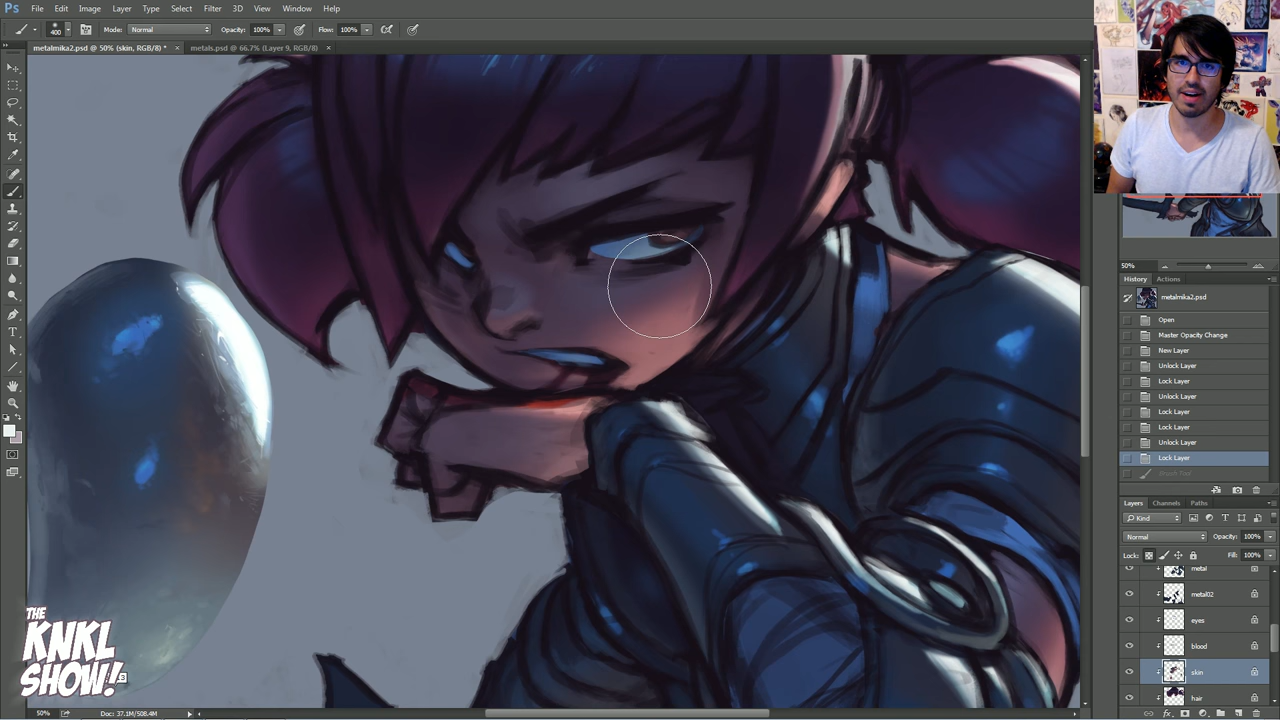 Ps File Edit Image Layer Type Select Filter 3D View Window Help
400 Mode: Normal Opacity: 100% Flow: 100%
metalmika2.psd @ 50% (skin, RGB/8) * × metals.psd @ 66.7% (Layer 9, RGB/8) ×
50%
History Actions
metalmika2.psd
Open
Master Opacity Change
New Layer
Unlock Layer
Lock Layer
Unlock Layer
Lock Layer
Lock Layer
Unlock Layer
Lock Layer
Brush Tool
Layers Channels Paths
Kind
Normal Opacity: 100%
Lock: Fill: 100%
metal
metal02
eyes
blood
skin
hair
THE
KNKL
SHOW!
50% Doc: 37.1M/508.4M